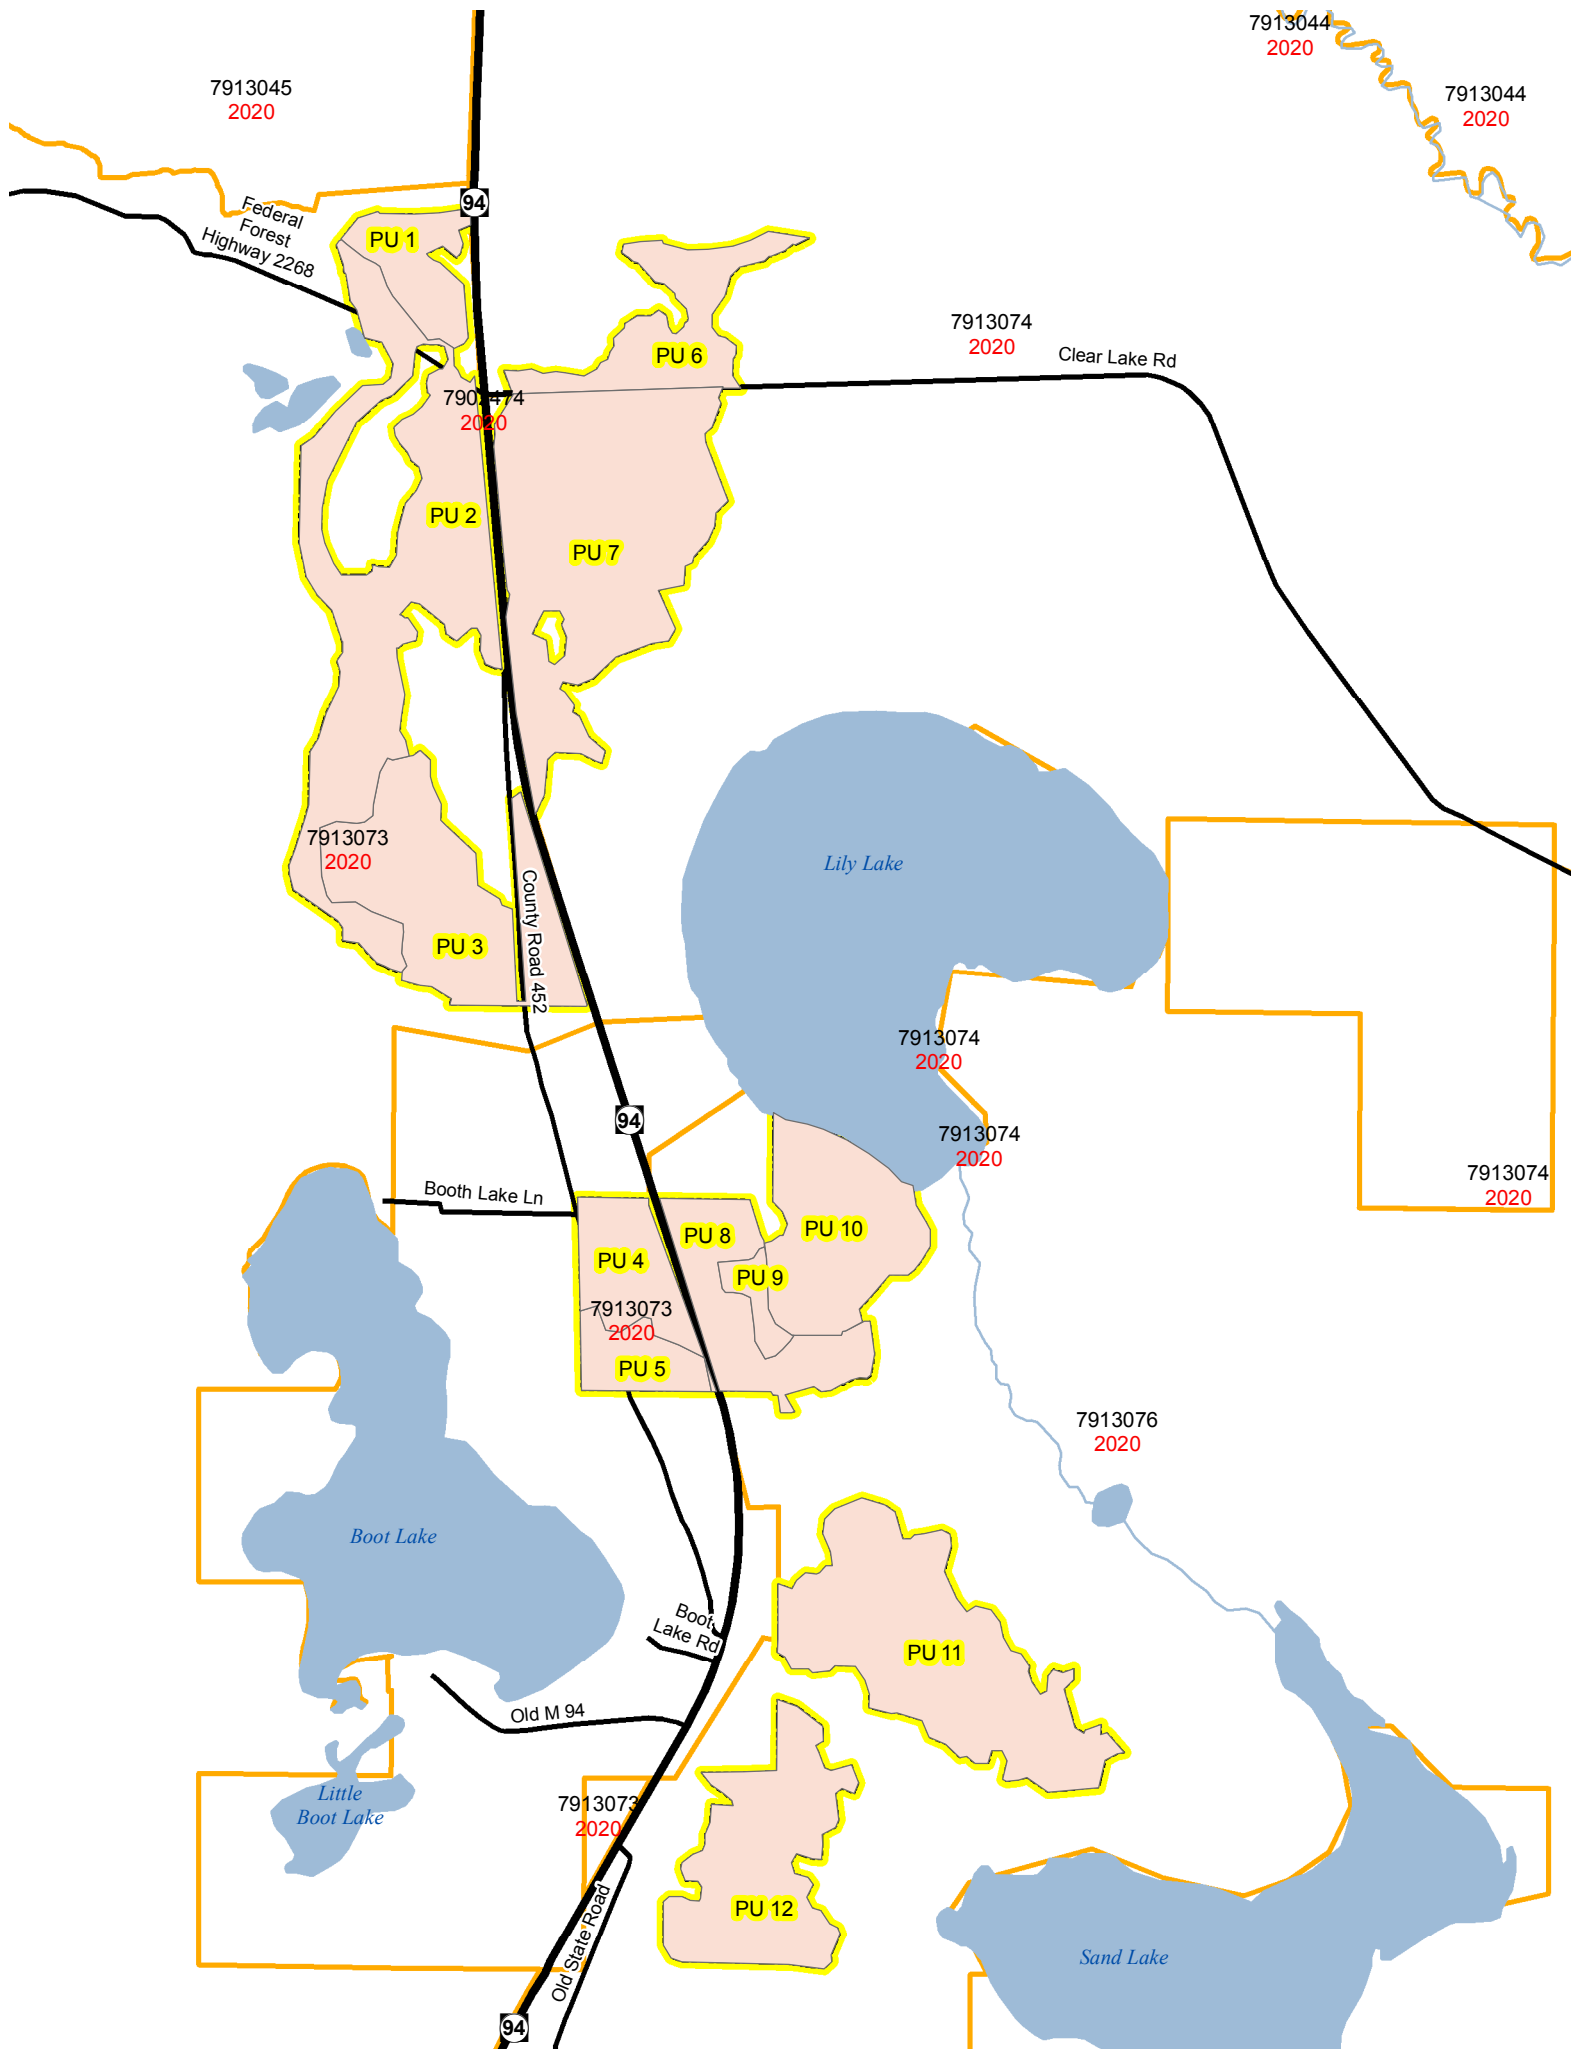 7913044
2020
7913045
2020
7913044
2020
94
Federal
Forest
Highway 2268
PU 1
7913074
2020
Clear Lake Rd
PU 6
2020
PU 2
PU 7
7913073
2020
Lily Lake
County Road 452
PU 3
7913074
2020
94
7913074
2020
7913074
2020
Booth Lake Ln
PU 8
PU 10
PU 4
PU 9
7913073
2020
PU 5
7913076
2020
Boot Lake
Boot
Lake Rd
PU 11
Old M 94
Little
Boot Lake
7913073
2020
PU 12
Old State Road
Sand Lake
94